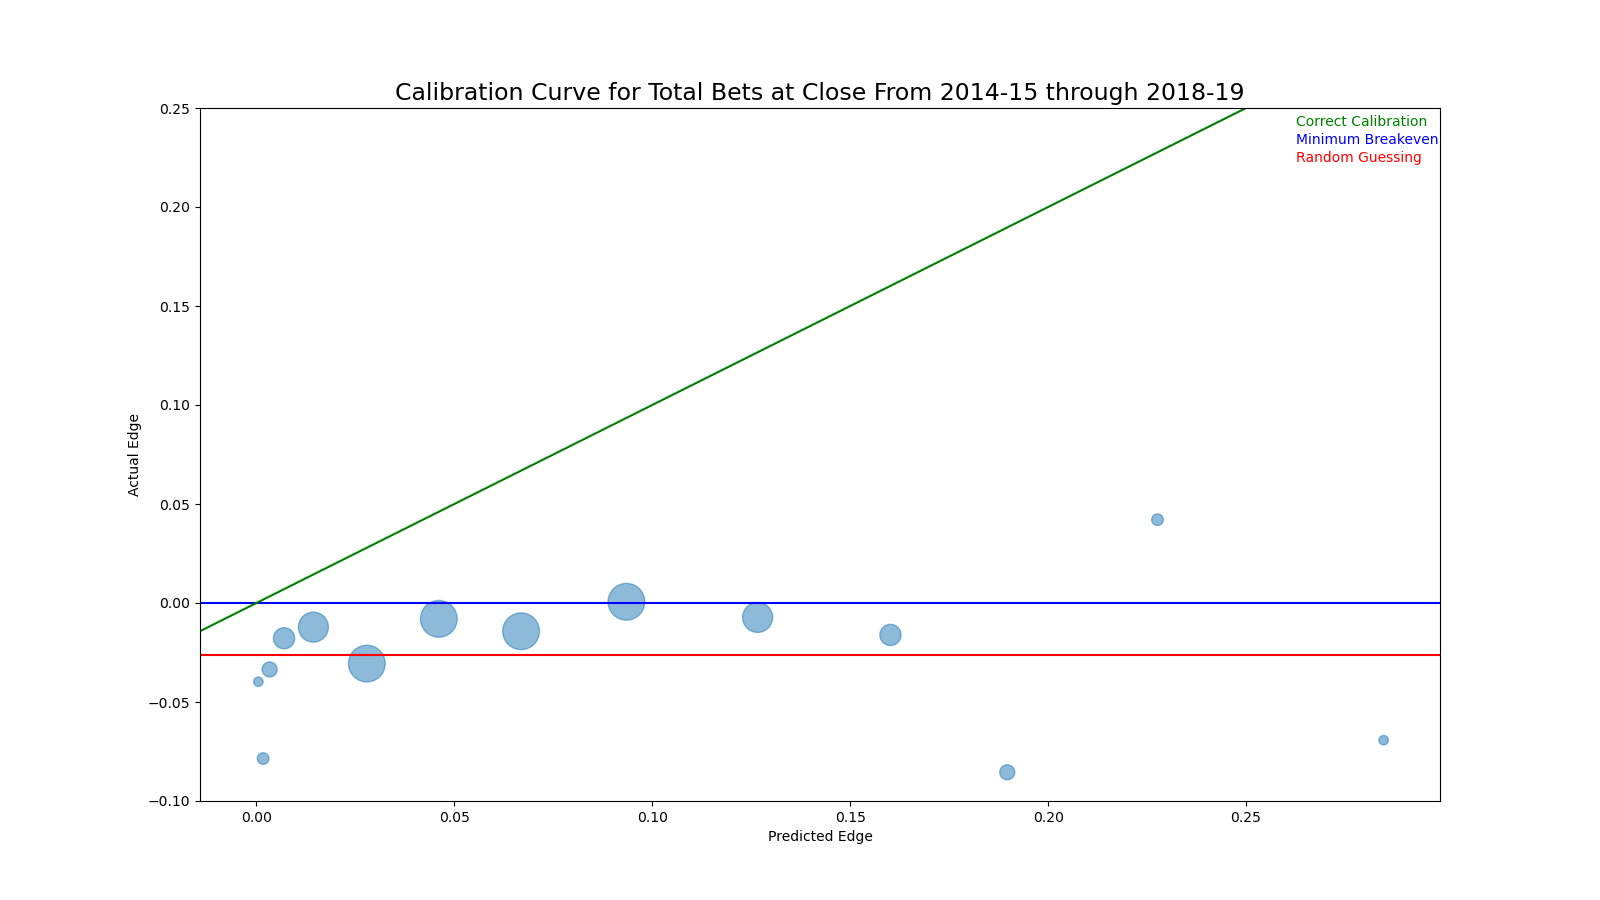 Calibration Curve for Total Bets at Close From 2014-15 through 2018-19
Correct Calibration
Minimum Breakeven
Random Guessing
Actual Edge
0.25
0.20
0.15
0.10
0.05
0.00
−0.05
−0.10
0.00 0.05 0.10 0.15 0.20 0.25
Predicted Edge